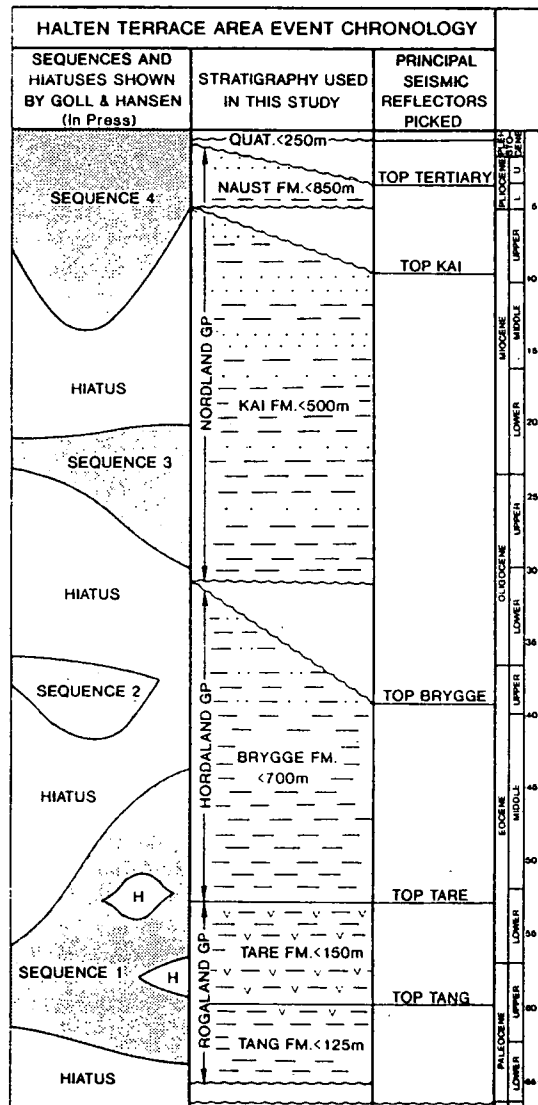 HALTEN TERRACE AREA EVENT CHRONOLOGY
SEQUENCES AND
HIATUSES SHOWN
BY GOLL & HANSEN
(In Press)
STRATIGRAPHY USED
IN THIS STUDY
PRINCIPAL
SEISMIC
REFLECTORS
PICKED
SEQUENCE 4
HIATUS
SEQUENCE 3
HIATUS
SEQUENCE 2
HIATUS
H
SEQUENCE 1
H
HIATUS
NORDLAND GP
HORDALAND GP
ROGALAND GP
QUAT.<250m
NAUST FM.<850m
KAI FM.<500m
BRYGGE FM.
<700m
TARE FM.<150m
TANG FM.<125m
TOP TERTIARY
TOP KAI
TOP BRYGGE
TOP TARE
TOP TANG
PLEI
STO-
CENE
PLIOCENE
MIOCENE
OLIGOCENE
EOCENE
PALEOCENE
U
L
UPPER
MIDDLE
LOWER
UPPER
LOWER
UPPER
MIDDLE
LOWER
UPPER
LOWER
5
10
15
20
25
30
35
40
45
50
55
60
65